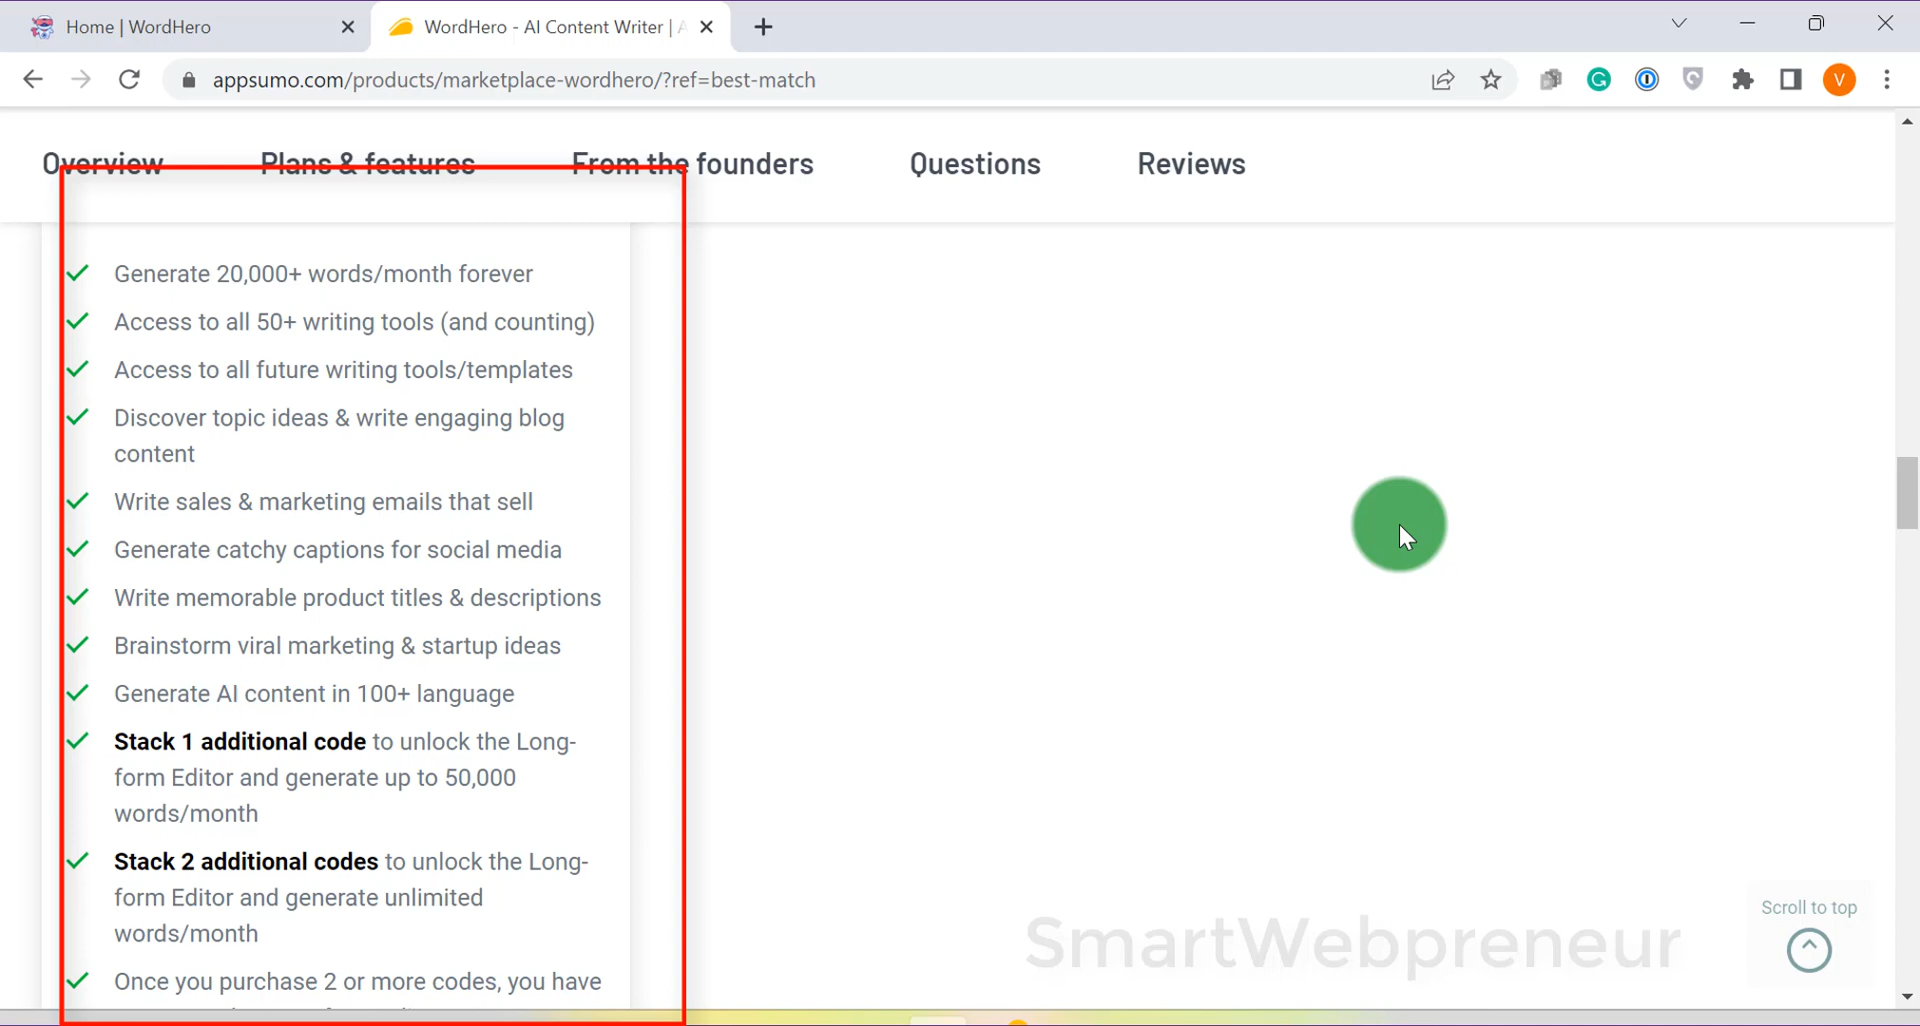 Home | WordHero
WordHero - AI Content Writer |
appsumo.com/products/marketplace-wordhero/?ref=best-match
V
Overview Plans & features From the founders Questions Reviews
Generate 20,000+ words/month forever
Access to all 50+ writing tools (and counting)
Access to all future writing tools/templates
Discover topic ideas & write engaging blog
content
Write sales & marketing emails that sell
Generate catchy captions for social media
Write memorable product titles & descriptions
Brainstorm viral marketing & startup ideas
Generate AI content in 100+ language
Stack 1 additional code to unlock the Long-
form Editor and generate up to 50,000
words/month
Stack 2 additional codes to unlock the Long-
form Editor and generate unlimited
words/month
Once you purchase 2 or more codes, you have
Scroll to top
SmartWebpreneur